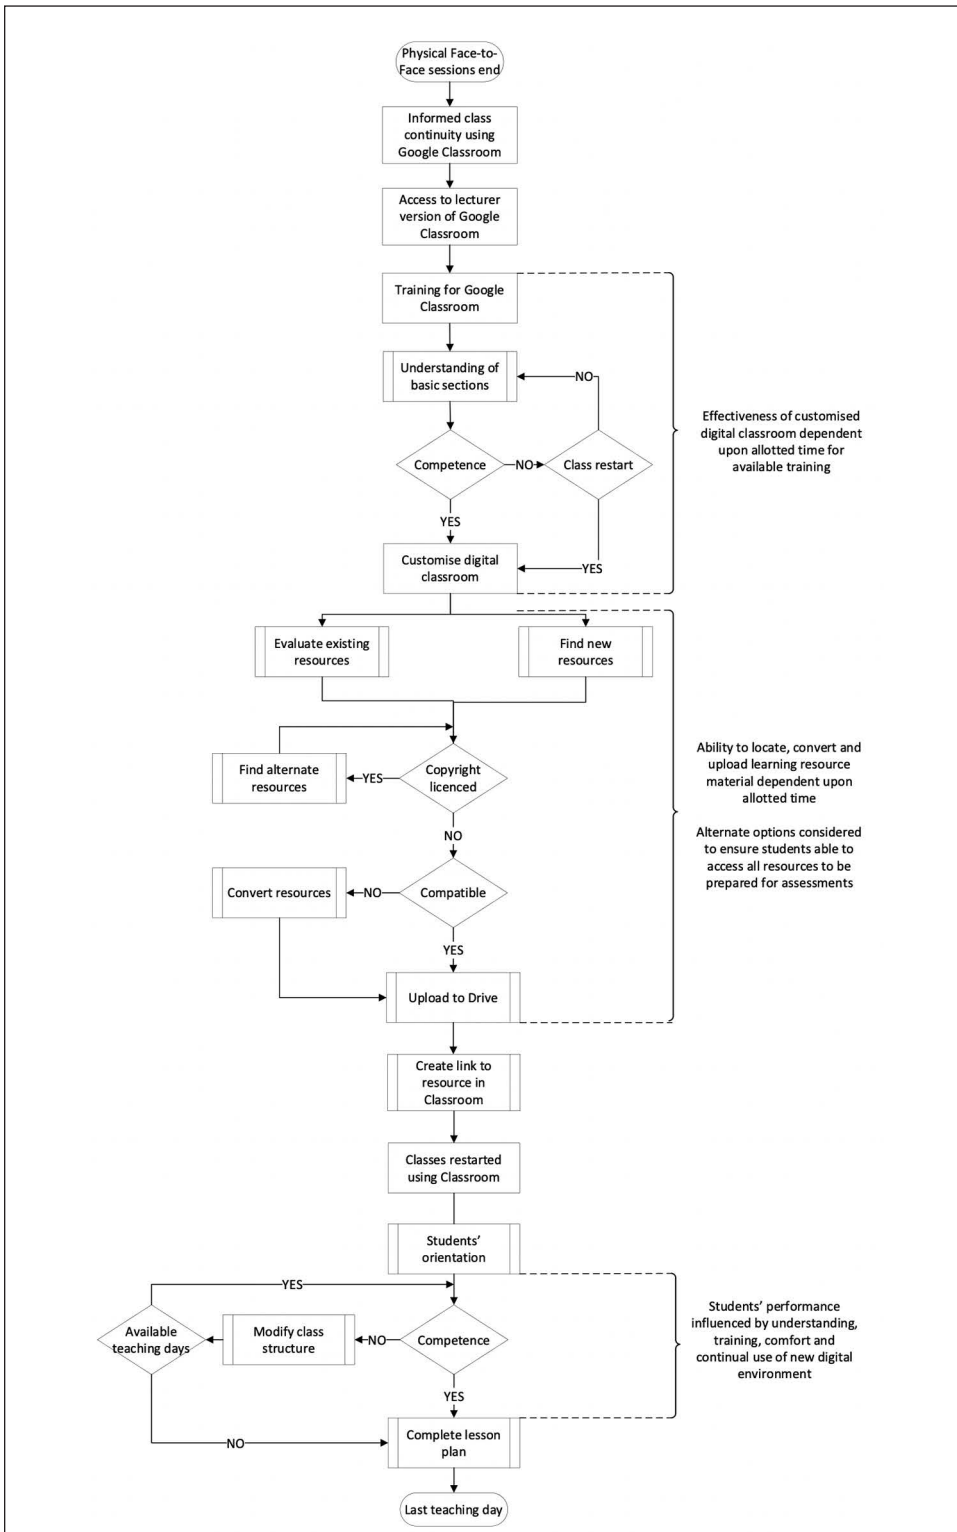 Physical Face-to-
Face sessions end
Informed class
continuity using
Google Classroom
Access to lecturer
version of Google
Classroom
Training for Google
Classroom
Understanding of
basic sections
NO
Competence
NO
Class restart
YES
YES
Customise digital
classroom
Effectiveness of customised
digital classroom dependent
upon allotted time for
available training
Evaluate existing
resources
Find new
resources
Find alternate
resources
YES
Copyright
licenced
NO
Convert resources
NO
Compatible
YES
Upload to Drive
Ability to locate, convert and
upload learning resource
material dependent upon
allotted time
Alternate options considered
to ensure students able to
access all resources to be
prepared for assessments
Create link to
resource in
Classroom
Classes restarted
using Classroom
Students’
orientation
YES
Available
teaching days
Modify class
structure
NO
Competence
YES
NO
Complete lesson
plan
Students’ performance
influenced by understanding,
training, comfort and
continual use of new digital
environment
Last teaching day